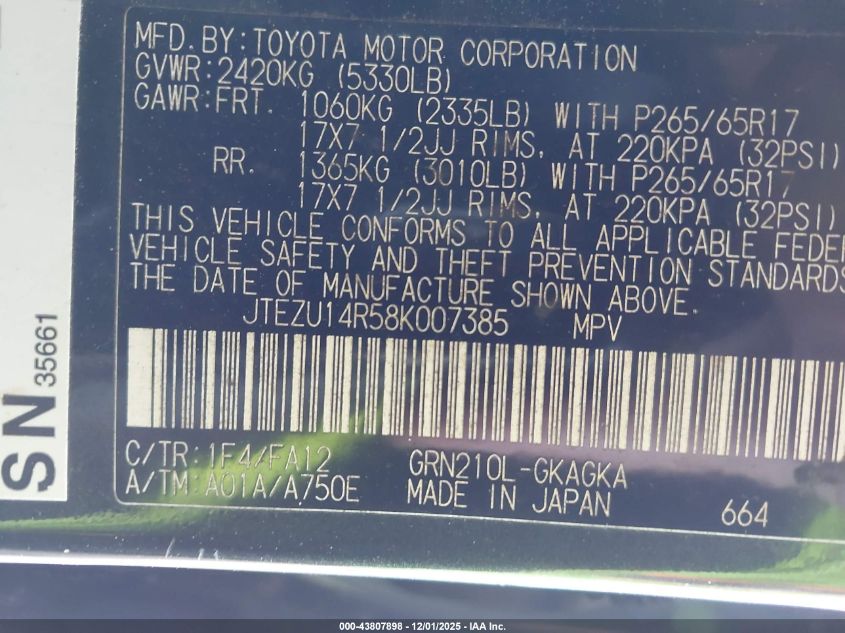 MFD. BY: TOYOTA MOTOR CORPORATION
GVWR: 2420KG (5330LB)
GAWR: FRT. 1060KG (2335LB) WITH P265/65R17
17X7 1/2JJ RIMS, AT 220KPA (32PSI)
RR. 1365KG (3010LB) WITH P265/65R17
17X7 1/2JJ RIMS, AT 220KPA (32PSI)
THIS VEHICLE CONFORMS TO ALL APPLICABLE FEDE
VEHICLE SAFETY AND THEFT PREVENTION STANDARDS
THE DATE OF MANUFACTURE SHOWN ABOVE.
JTEZU14R58K007385 MPV
C/TR: 1F4/FA12 GRN210L-GKAGKA
A/TM: A01A/A750E MADE IN JAPAN 664
SN 35661
000-43807898 - 12/01/2025 - IAA Inc.